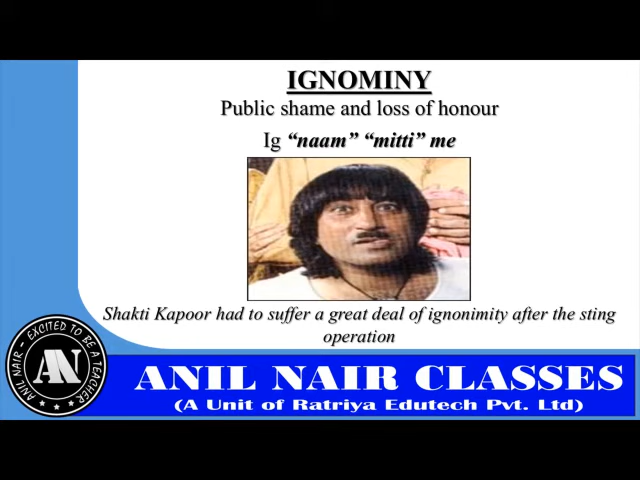 IGNOMINY
Public shame and loss of honour
Ig “naam” “mitti” me
Shakti Kapoor had to suffer a great deal of ignonimity after the sting
operation
ANIL NAIR - EXCITED TO BE A TEACHER
AN
ANIL NAIR CLASSES
(A Unit of Ratriya Edutech Pvt. Ltd)